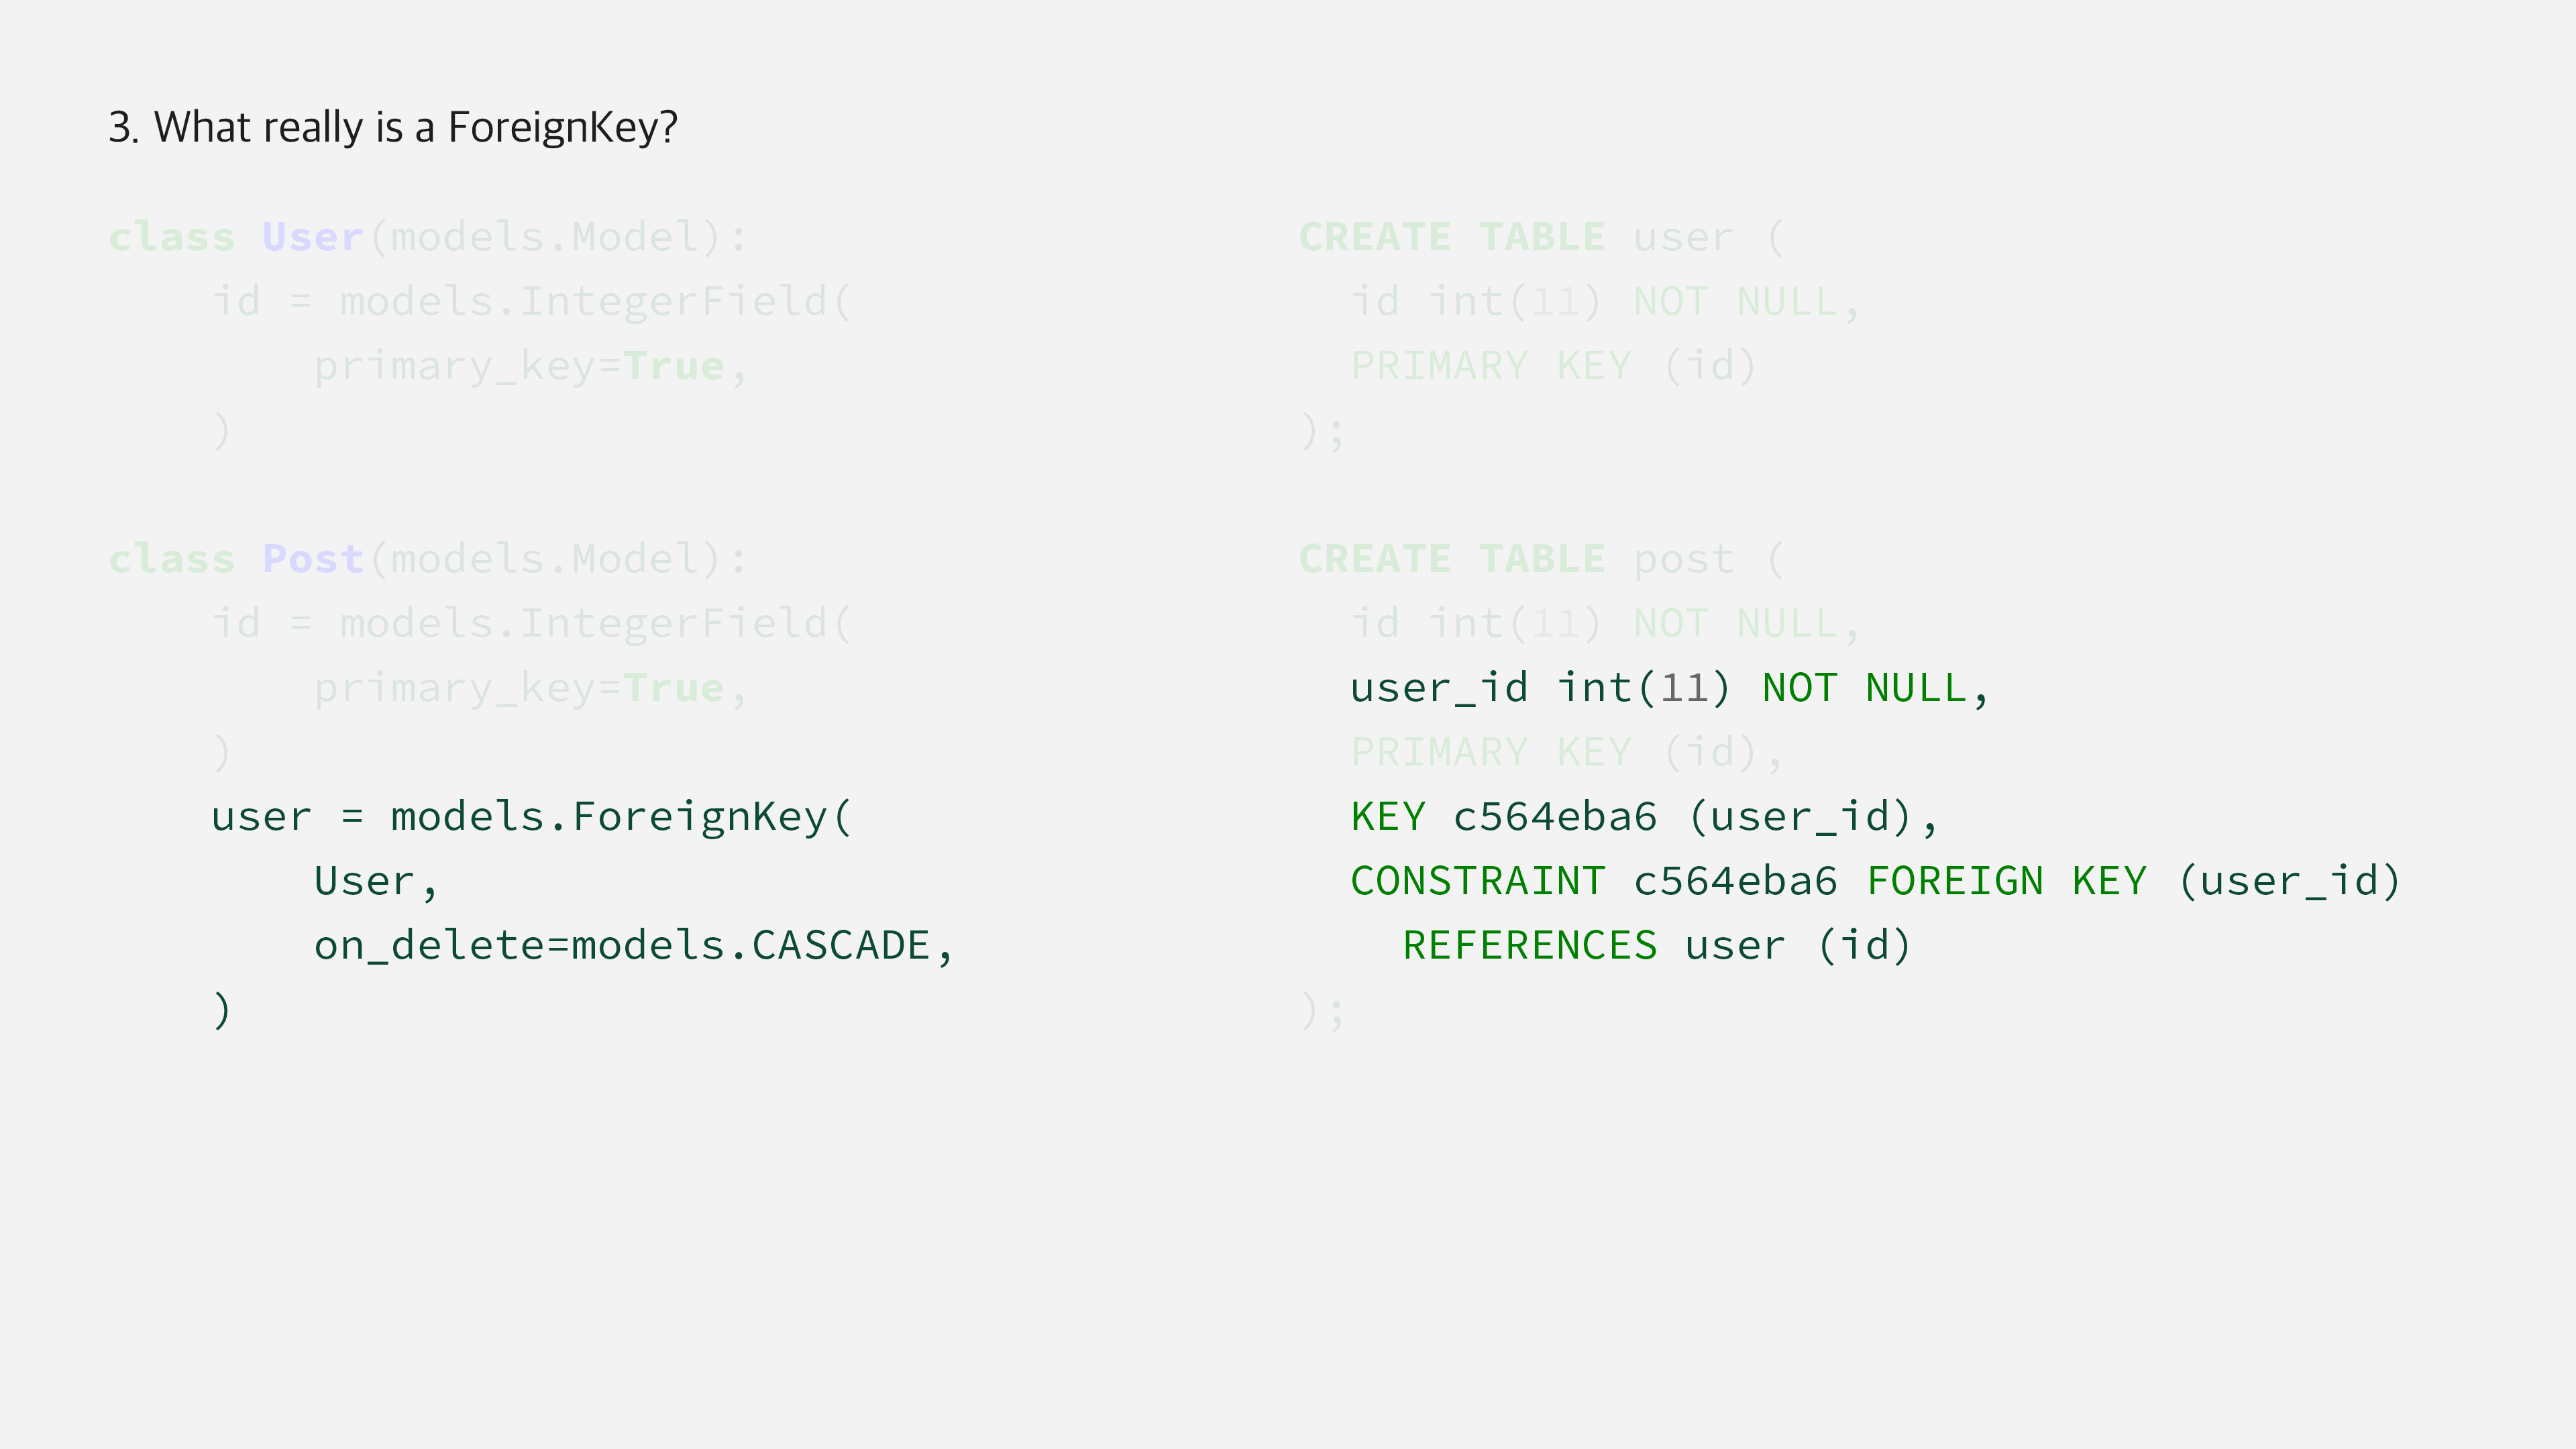 3. What really is a ForeignKey?
class User(models.Model):
    id = models.IntegerField(
        primary_key=True,
    )
class Post(models.Model):
    id = models.IntegerField(
        primary_key=True,
    )
    user = models.ForeignKey(
        User,
        on_delete=models.CASCADE,
    )
CREATE TABLE user (
  id int(11) NOT NULL,
  PRIMARY KEY (id)
);
CREATE TABLE post (
  id int(11) NOT NULL,
  user_id int(11) NOT NULL,
  PRIMARY KEY (id),
  KEY c564eba6 (user_id),
  CONSTRAINT c564eba6 FOREIGN KEY (user_id)
    REFERENCES user (id)
);